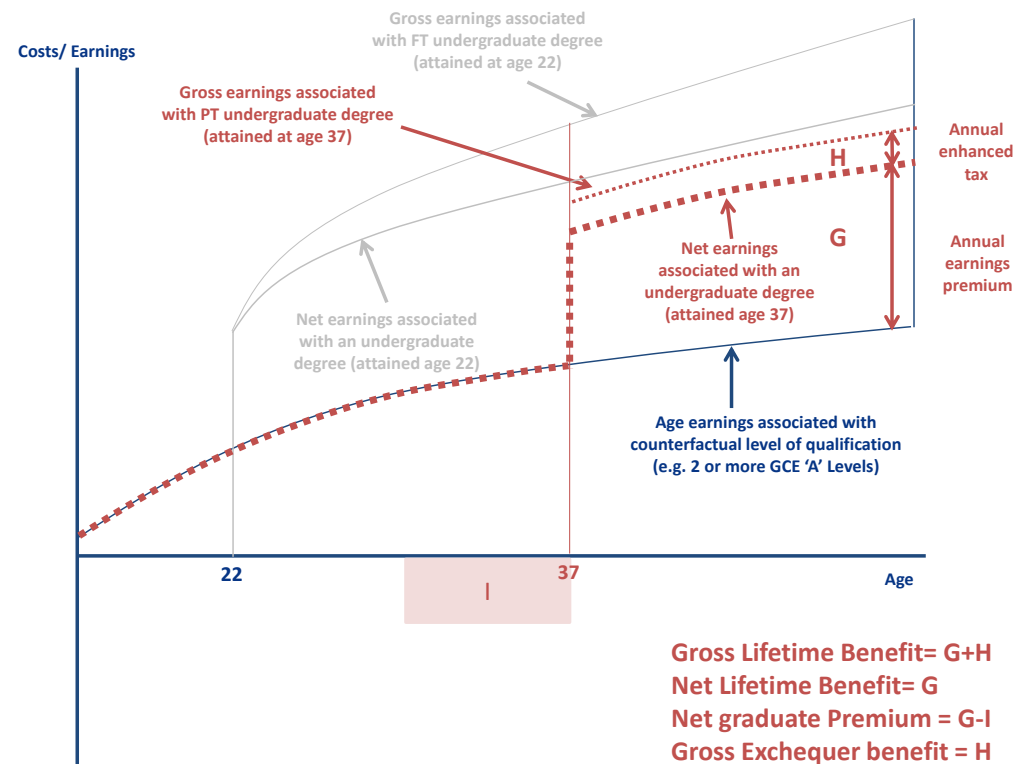 Gross earnings associated
with FT undergraduate degree
(attained at age 22)
Costs/ Earnings
Gross earnings associated
with PT undergraduate degree
(attained at age 37)
Annual
enhanced
tax
H
G
Annual
earnings
premium
Net earnings
associated with an
undergraduate degree
(attained age 37)
Net earnings associated
with an undergraduate
degree (attained age 22)
Age earnings associated with
counterfactual level of qualification
(e.g. 2 or more GCE ‘A’ Levels)
22
37
Age
I
Gross Lifetime Benefit= G+H
Net Lifetime Benefit= G
Net graduate Premium = G-I
Gross Exchequer benefit = H